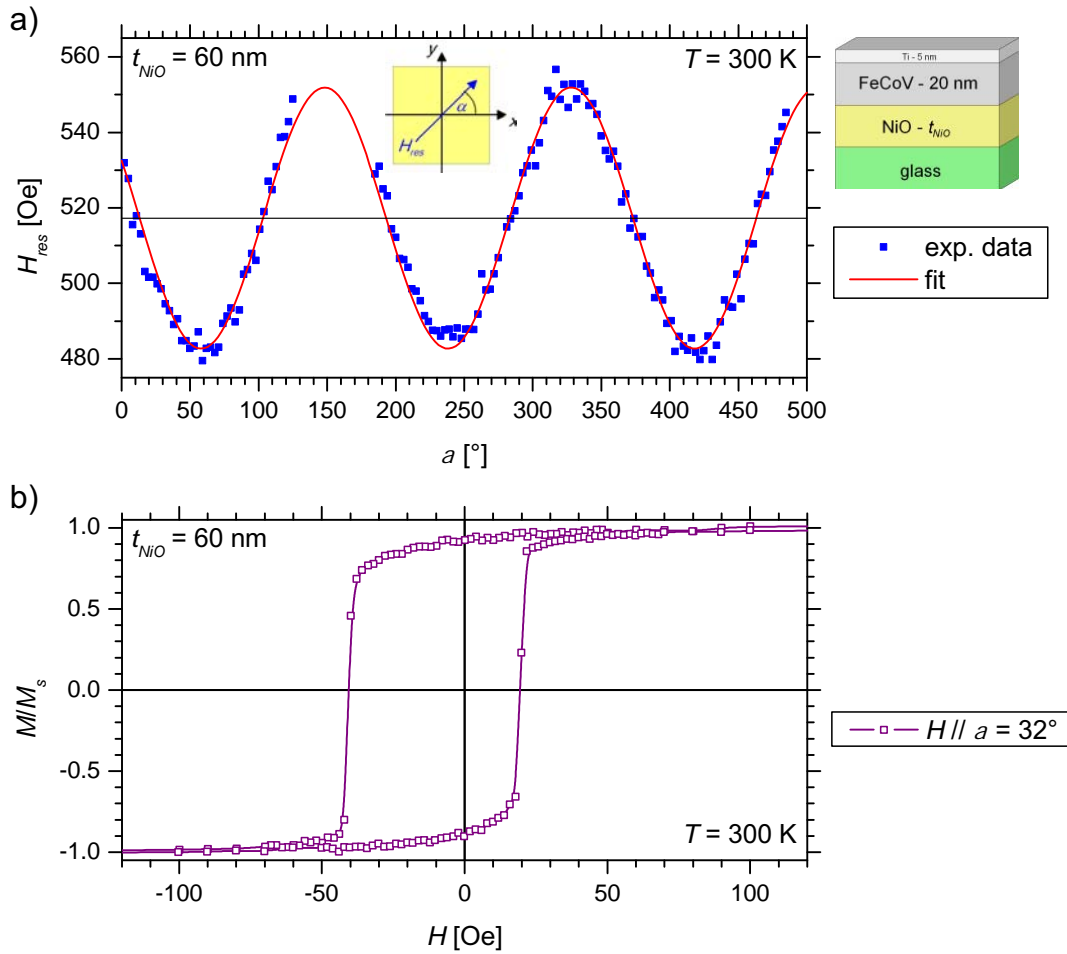 a)
t_NiO = 60 nm
T = 300 K
y
α
x
H_res
Ti - 5 nm
FeCoV - 20 nm
NiO - t_NiO
glass
560
540
520
500
480
H_res [Oe]
0 50 100 150 200 250 300 350 400 450 500
a [°]
exp. data
fit
b)
t_NiO = 60 nm
1.0
0.5
0.0
-0.5
-1.0
M/M_s
T = 300 K
-100 -50 0 50 100
H [Oe]
H // a = 32°